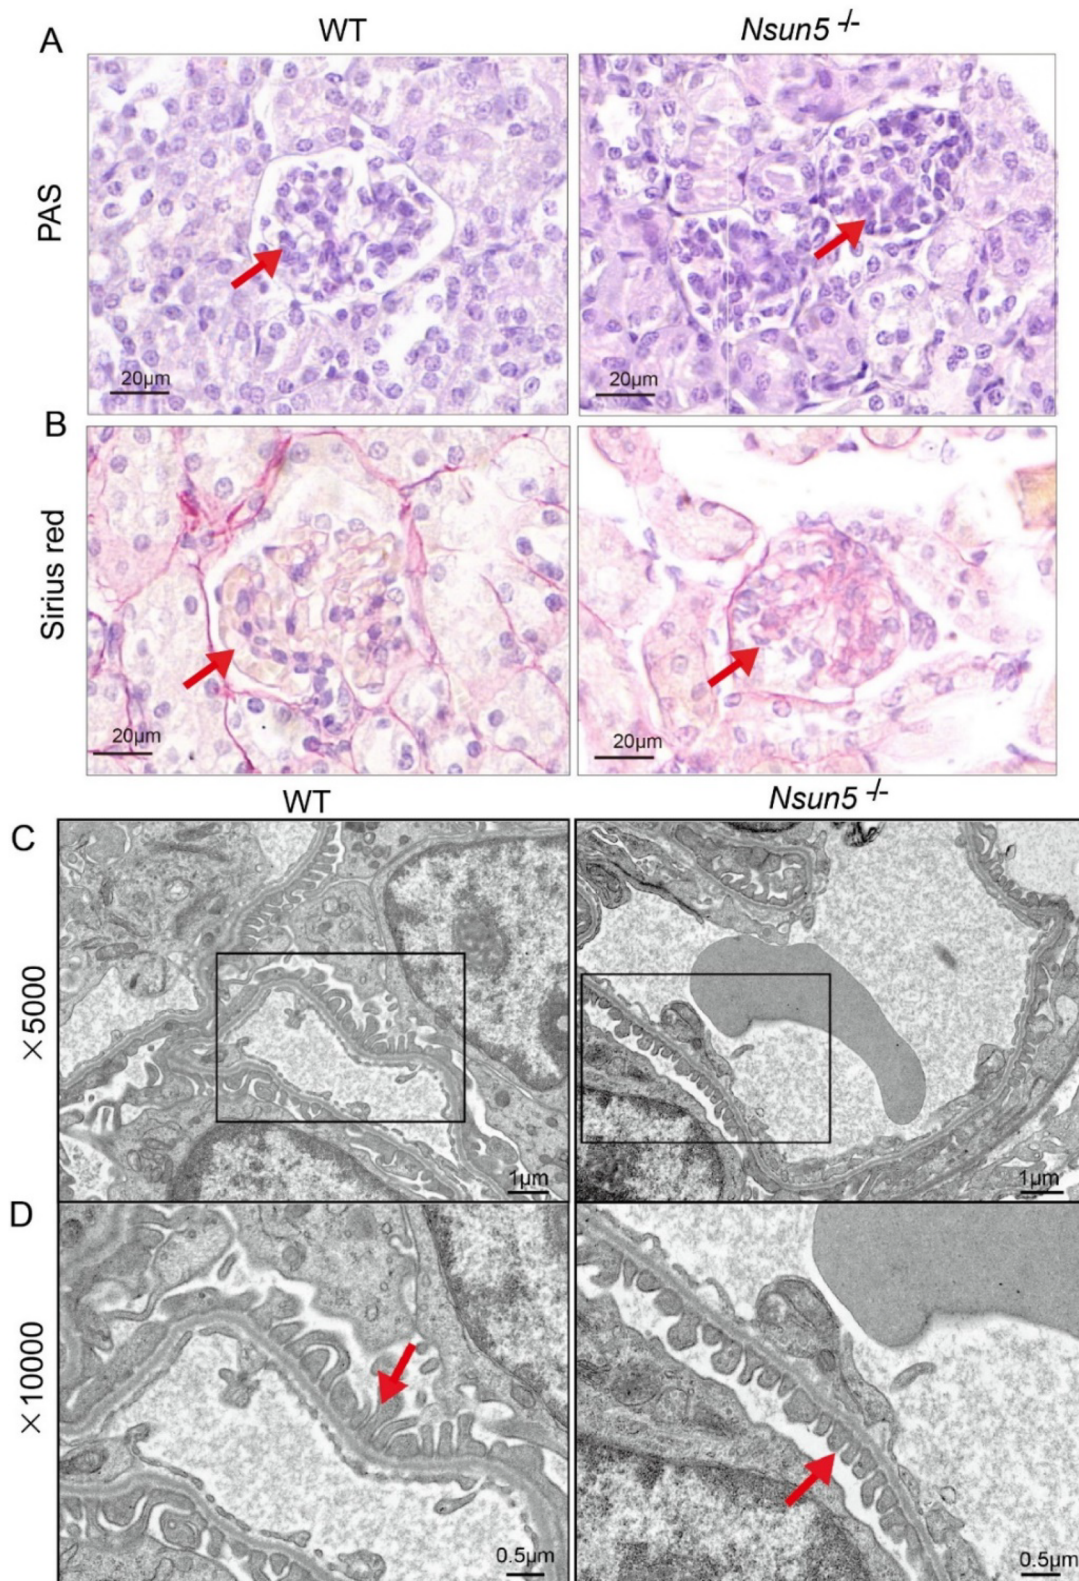 A WT Nsun5 -/-
PAS
20μm 20μm
B
Sirius red
20μm 20μm
WT Nsun5 -/-
C
×5000
1μm 1μm
D
×10000
0.5μm 0.5μm